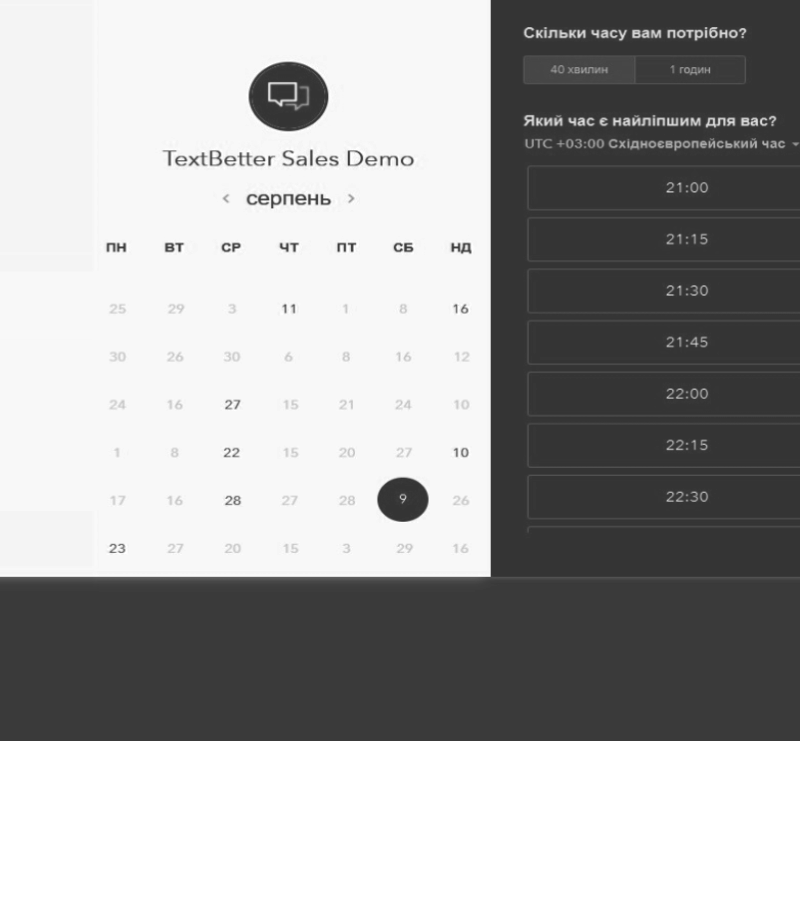 TextBetter Sales Demo
‹ серпень ›
ПН ВТ СР ЧТ ПТ СБ НД
25 29 3 11 1 8 16
30 26 30 6 8 16 12
24 16 27 15 21 24 10
1 8 22 15 20 27 10
17 16 28 27 28 9 26
23 27 20 15 3 29 16
Скільки часу вам потрібно?
40 хвилин 1 годин
Який час є найліпшим для вас?
UTC +03:00 Східноєвропейський час
21:00
21:15
21:30
21:45
22:00
22:15
22:30